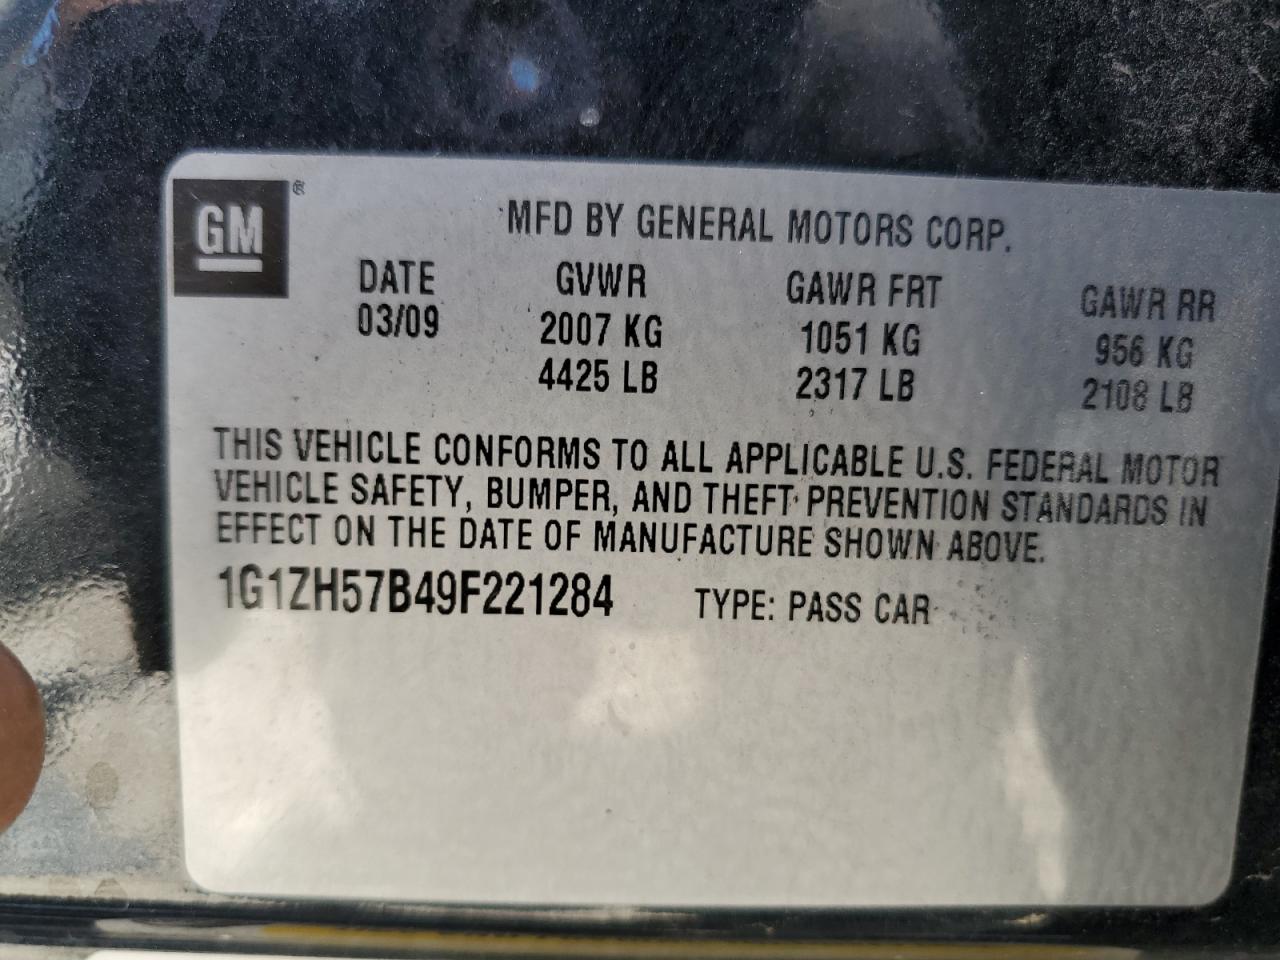 GM®
MFD BY GENERAL MOTORS CORP.
DATE GVWR GAWR FRT GAWR RR
03/09 2007 KG 1051 KG 956 KG
4425 LB 2317 LB 2108 LB
THIS VEHICLE CONFORMS TO ALL APPLICABLE U.S. FEDERAL MOTOR
VEHICLE SAFETY, BUMPER, AND THEFT PREVENTION STANDARDS IN
EFFECT ON THE DATE OF MANUFACTURE SHOWN ABOVE.
1G1ZH57B49F221284 TYPE: PASS CAR